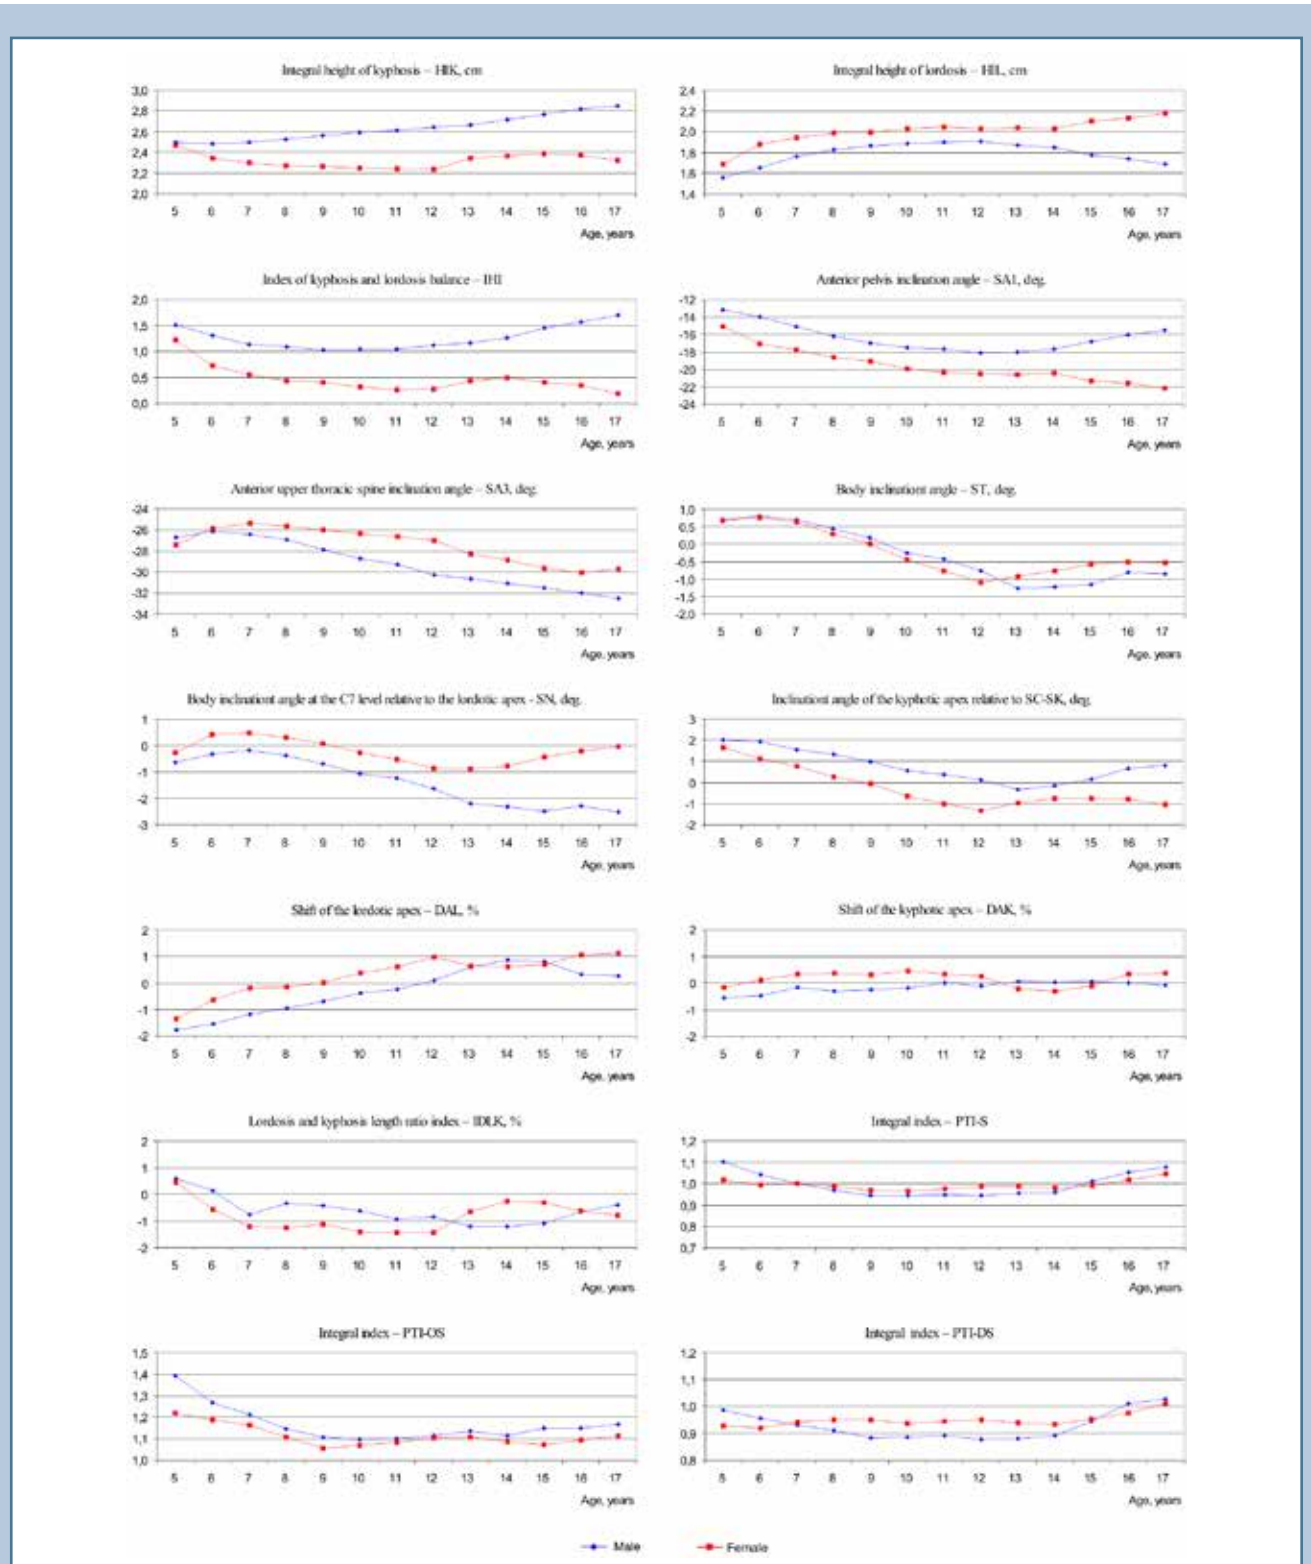 Integral height of kyphosis – HIK, cm
3,0
2,8
2,6
2,4
2,2
2,0
5 6 7 8 9 10 11 12 13 14 15 16 17
Age, years
Integral height of lordosis – HIL, cm
2,4
2,2
2,0
1,8
1,6
1,4
5 6 7 8 9 10 11 12 13 14 15 16 17
Age, years
Index of kyphosis and lordosis balance – IHI
2,0
1,5
1,0
0,5
0,0
5 6 7 8 9 10 11 12 13 14 15 16 17
Age, years
Anterior pelvis inclination angle – SA1, deg.
-12
-14
-16
-18
-20
-22
-24
5 6 7 8 9 10 11 12 13 14 15 16 17
Age, years
Anterior upper thoracic spine inclination angle – SA3, deg.
-24
-26
-28
-30
-32
-34
5 6 7 8 9 10 11 12 13 14 15 16 17
Age, years
Body inclinationt angle – ST, deg.
1,0
0,5
0,0
-0,5
-1,0
-1,5
-2,0
5 6 7 8 9 10 11 12 13 14 15 16 17
Age, years
Body inclinationt angle at the C7 level relative to the lordotic apex - SN, deg.
1
0
-1
-2
-3
5 6 7 8 9 10 11 12 13 14 15 16 17
Age, years
Inclinationt angle of the kyphotic apex relative to SC-SK, deg.
3
2
1
0
-1
-2
5 6 7 8 9 10 11 12 13 14 15 16 17
Age, years
Shift of the lordotic apex – DAL, %
2
1
0
-1
-2
5 6 7 8 9 10 11 12 13 14 15 16 17
Age, years
Shift of the kyphotic apex – DAK, %
2
1
0
-1
-2
5 6 7 8 9 10 11 12 13 14 15 16 17
Age, years
Lordosis and kyphosis length ratio index – IDLK, %
2
1
0
-1
-2
5 6 7 8 9 10 11 12 13 14 15 16 17
Age, years
Integral index – PTI-S
1,2
1,1
1,0
0,9
0,8
0,7
5 6 7 8 9 10 11 12 13 14 15 16 17
Age, years
Integral index – PTI-OS
1,5
1,4
1,3
1,2
1,1
1,0
5 6 7 8 9 10 11 12 13 14 15 16 17
Age, years
Integral index – PTI-DS
1,2
1,1
1,0
0,9
0,8
5 6 7 8 9 10 11 12 13 14 15 16 17
Age, years
Male Female